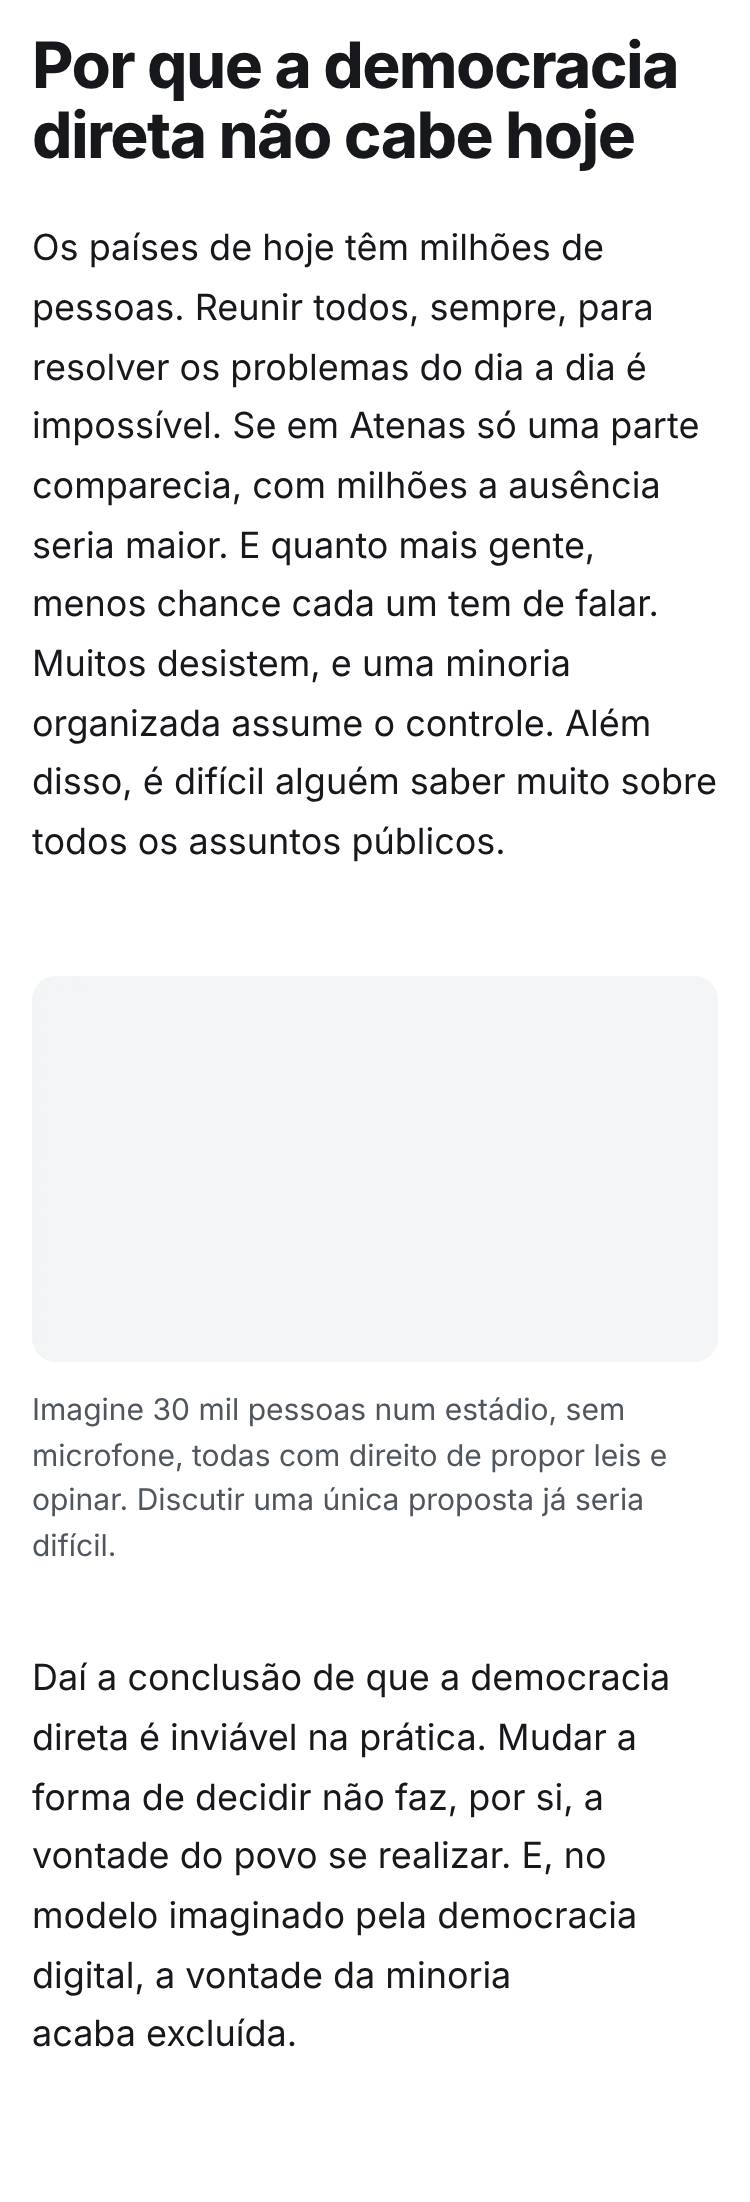 Por que a democracia
direta não cabe hoje
Os países de hoje têm milhões de
pessoas. Reunir todos, sempre, para
resolver os problemas do dia a dia é
impossível. Se em Atenas só uma parte
comparecia, com milhões a ausência
seria maior. E quanto mais gente,
menos chance cada um tem de falar.
Muitos desistem, e uma minoria
organizada assume o controle. Além
disso, é difícil alguém saber muito sobre
todos os assuntos públicos.
Imagine 30 mil pessoas num estádio, sem
microfone, todas com direito de propor leis e
opinar. Discutir uma única proposta já seria
difícil.
Daí a conclusão de que a democracia
direta é inviável na prática. Mudar a
forma de decidir não faz, por si, a
vontade do povo se realizar. E, no
modelo imaginado pela democracia
digital, a vontade da minoria
acaba excluída.